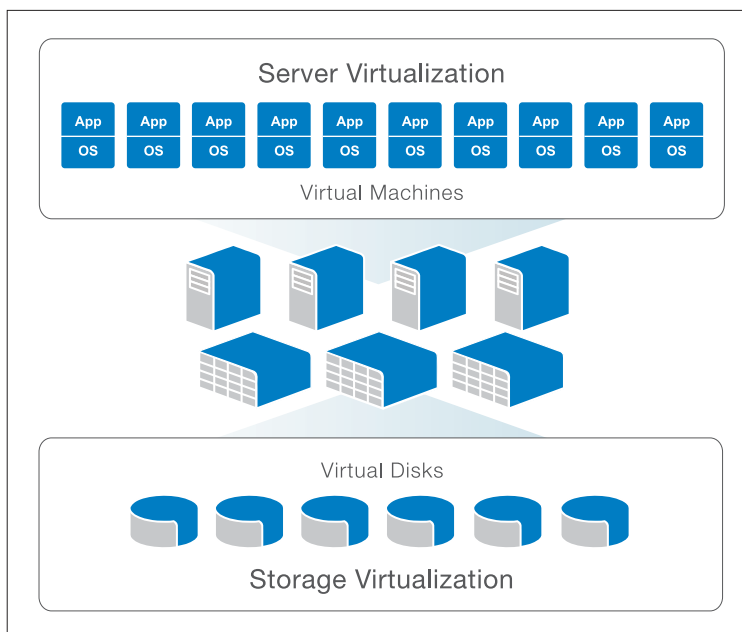 Server Virtualization
App App App App App App App App App App
OS OS OS OS OS OS OS OS OS OS
Virtual Machines
Virtual Disks
Storage Virtualization